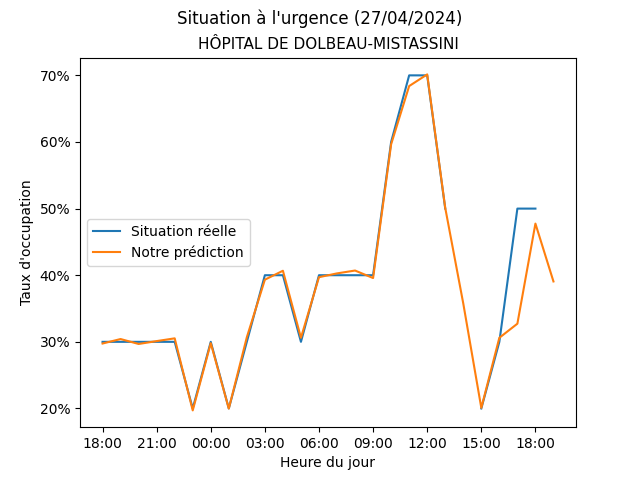 Situation à l'urgence (27/04/2024)
HÔPITAL DE DOLBEAU-MISTASSINI
70%
60%
50%
40%
30%
20%
Taux d'occupation
Situation réelle
Notre prédiction
18:00 21:00 00:00 03:00 06:00 09:00 12:00 15:00 18:00
Heure du jour